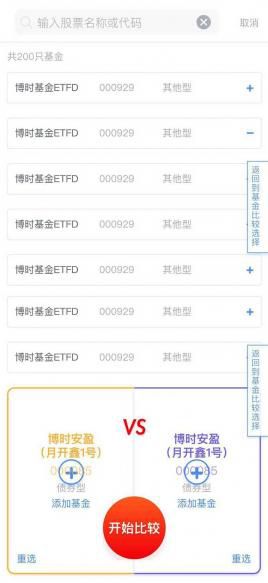 输入股票名称或代码
取消
共200只基金
博时基金ETFD 000929 其他型 +
博时基金ETFD 000929 其他型 −
博时基金ETFD 000929 其他型
返回到基金比较选择
博时基金ETFD 000929 其他型
博时基金ETFD 000929 其他型 +
博时基金ETFD 000929 其他型 +
博时基金ETFD 000929 其他型
返回到基金比较选择
VS
博时安盈
（月开鑫1号）
债券型
添加基金
重选
博时安盈
（月开鑫1号）
债券型
添加基金
重选
开始比较